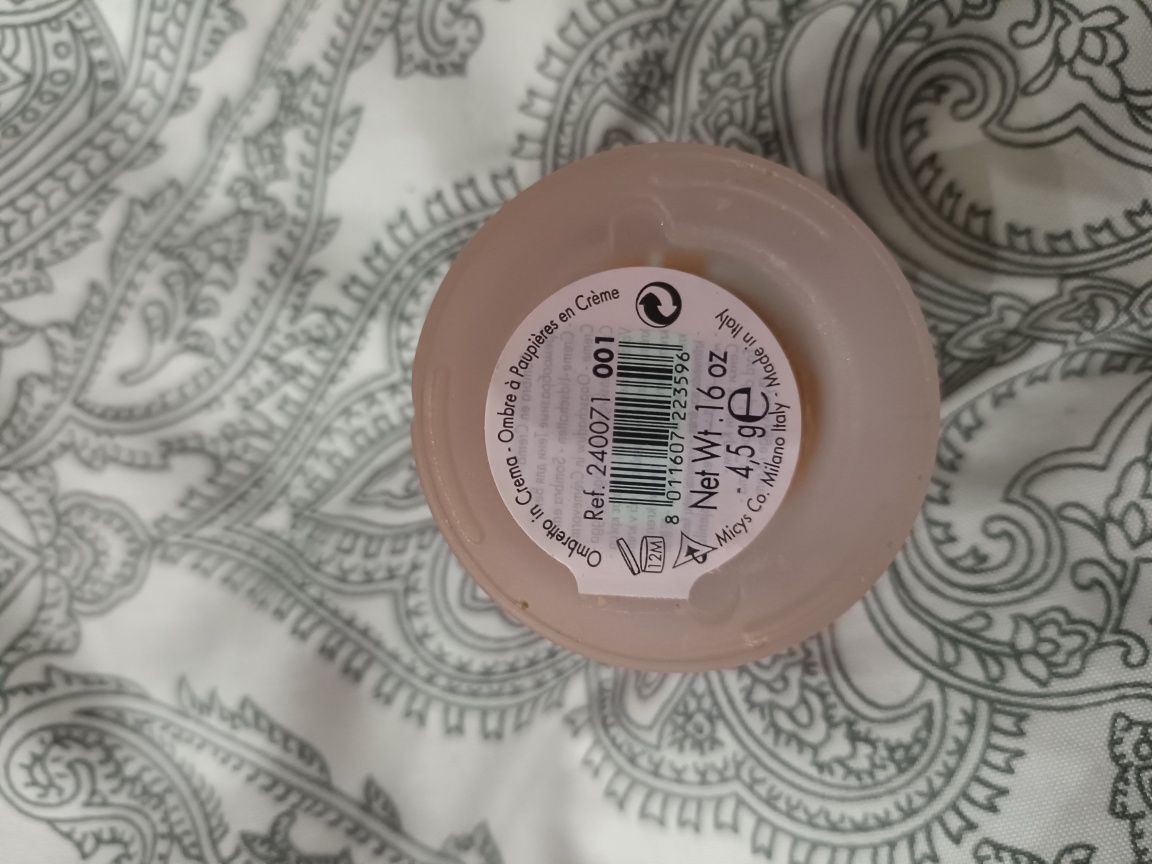 Ombretto in Crema - Ombre à Paupières en Crème
Ref. 240071 001
8 011607 223596
Net Wt .16 oz
4,5 g e
Micys Co. Milano Italy - Made in Italy
12M